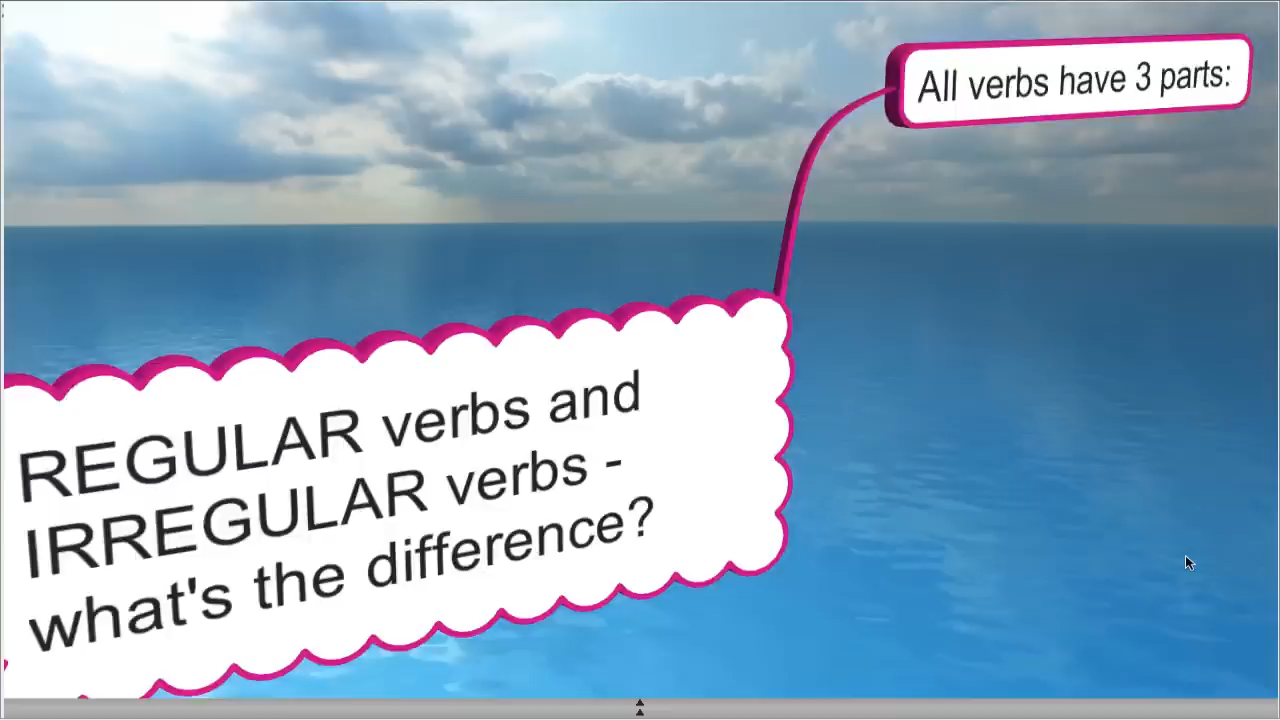 All verbs have 3 parts:
REGULAR verbs and
IRREGULAR verbs -
what's the difference?